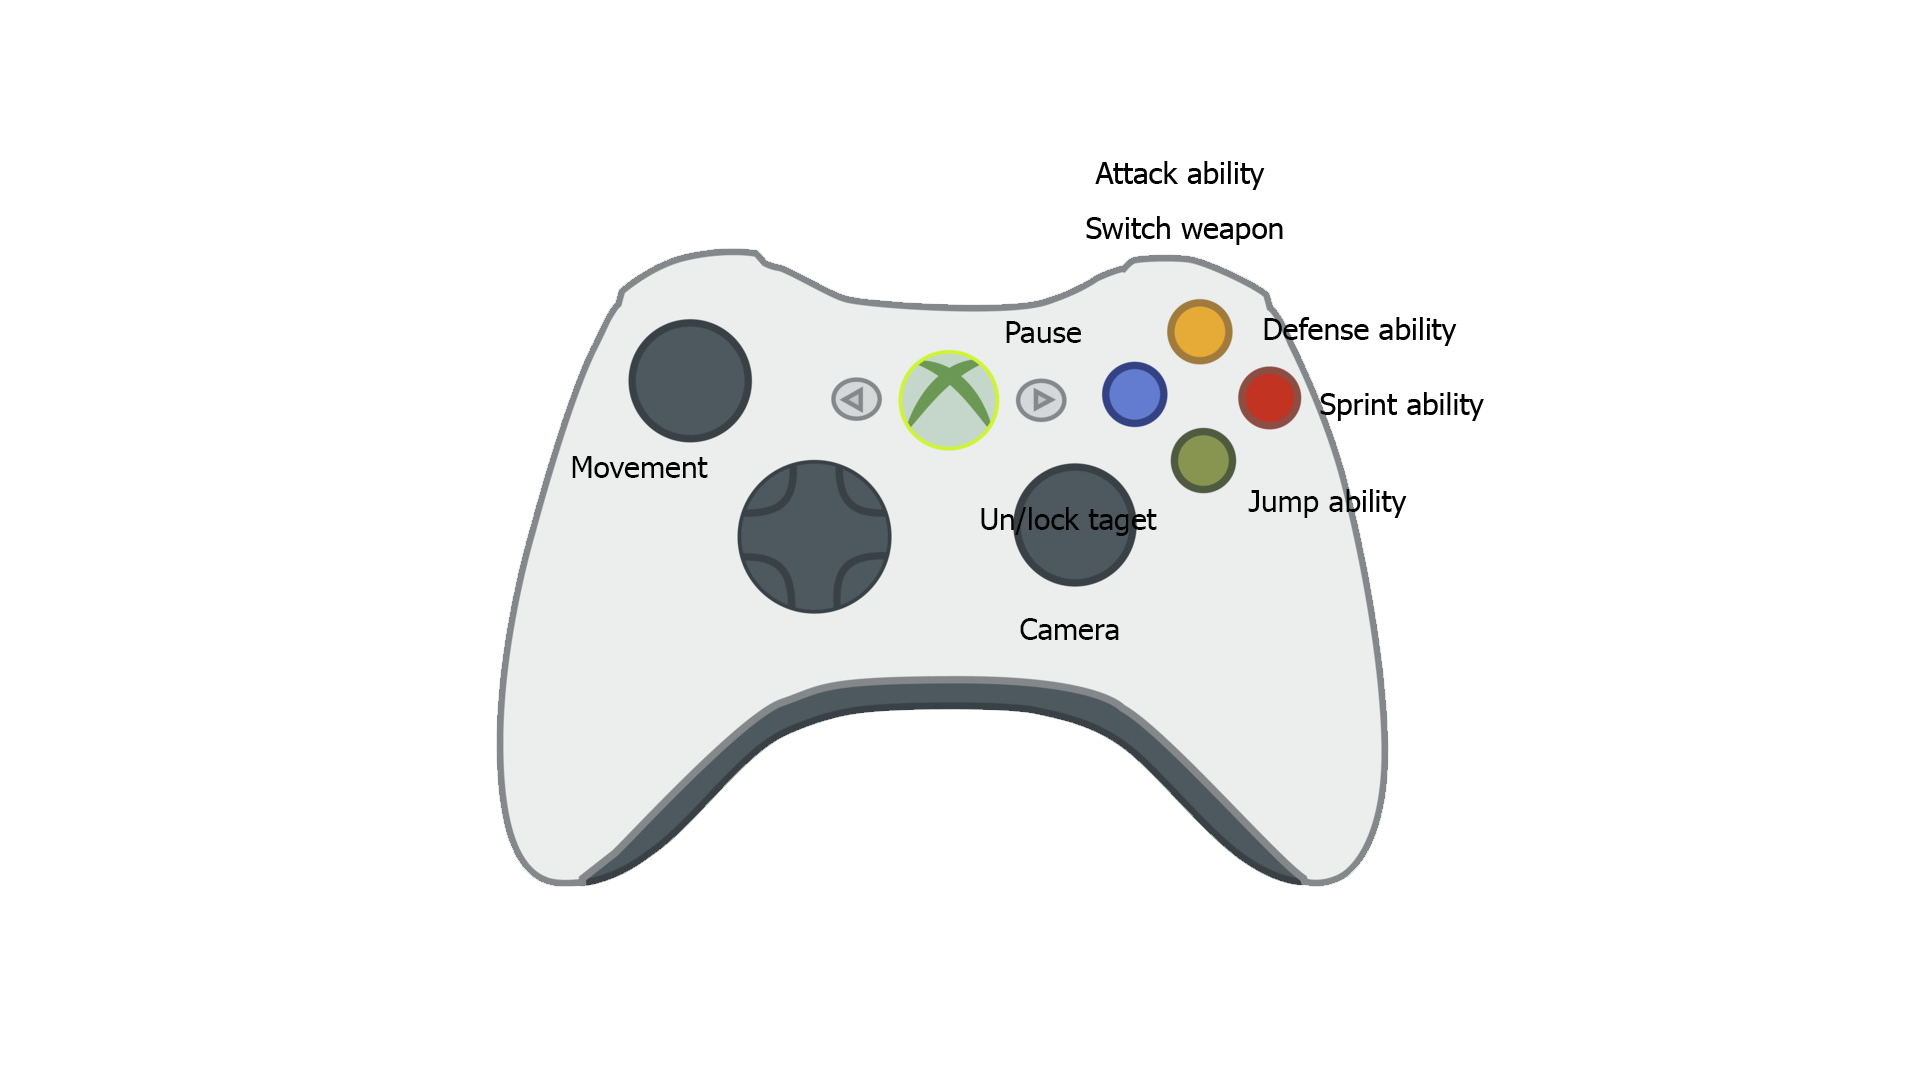 Attack ability
Switch weapon
Pause
Defense ability
Sprint ability
Movement
Jump ability
Un/lock taget
Camera